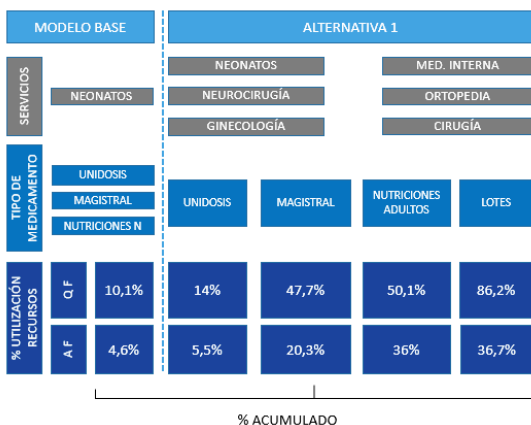 MODELO BASE
ALTERNATIVA 1
SERVICIOS
NEONATOS
NEONATOS
NEUROCIRUGÍA
GINECOLOGÍA
MED. INTERNA
ORTOPEDIA
CIRUGÍA
TIPO DE
MEDICAMENTO
UNIDOSIS
MAGISTRAL
NUTRICIONES N
UNIDOSIS
MAGISTRAL
NUTRICIONES
ADULTOS
LOTES
% UTILIZACIÓN
RECURSOS
Q F
10,1%
14%
47,7%
50,1%
86,2%
A F
4,6%
5,5%
20,3%
36%
36,7%
% ACUMULADO